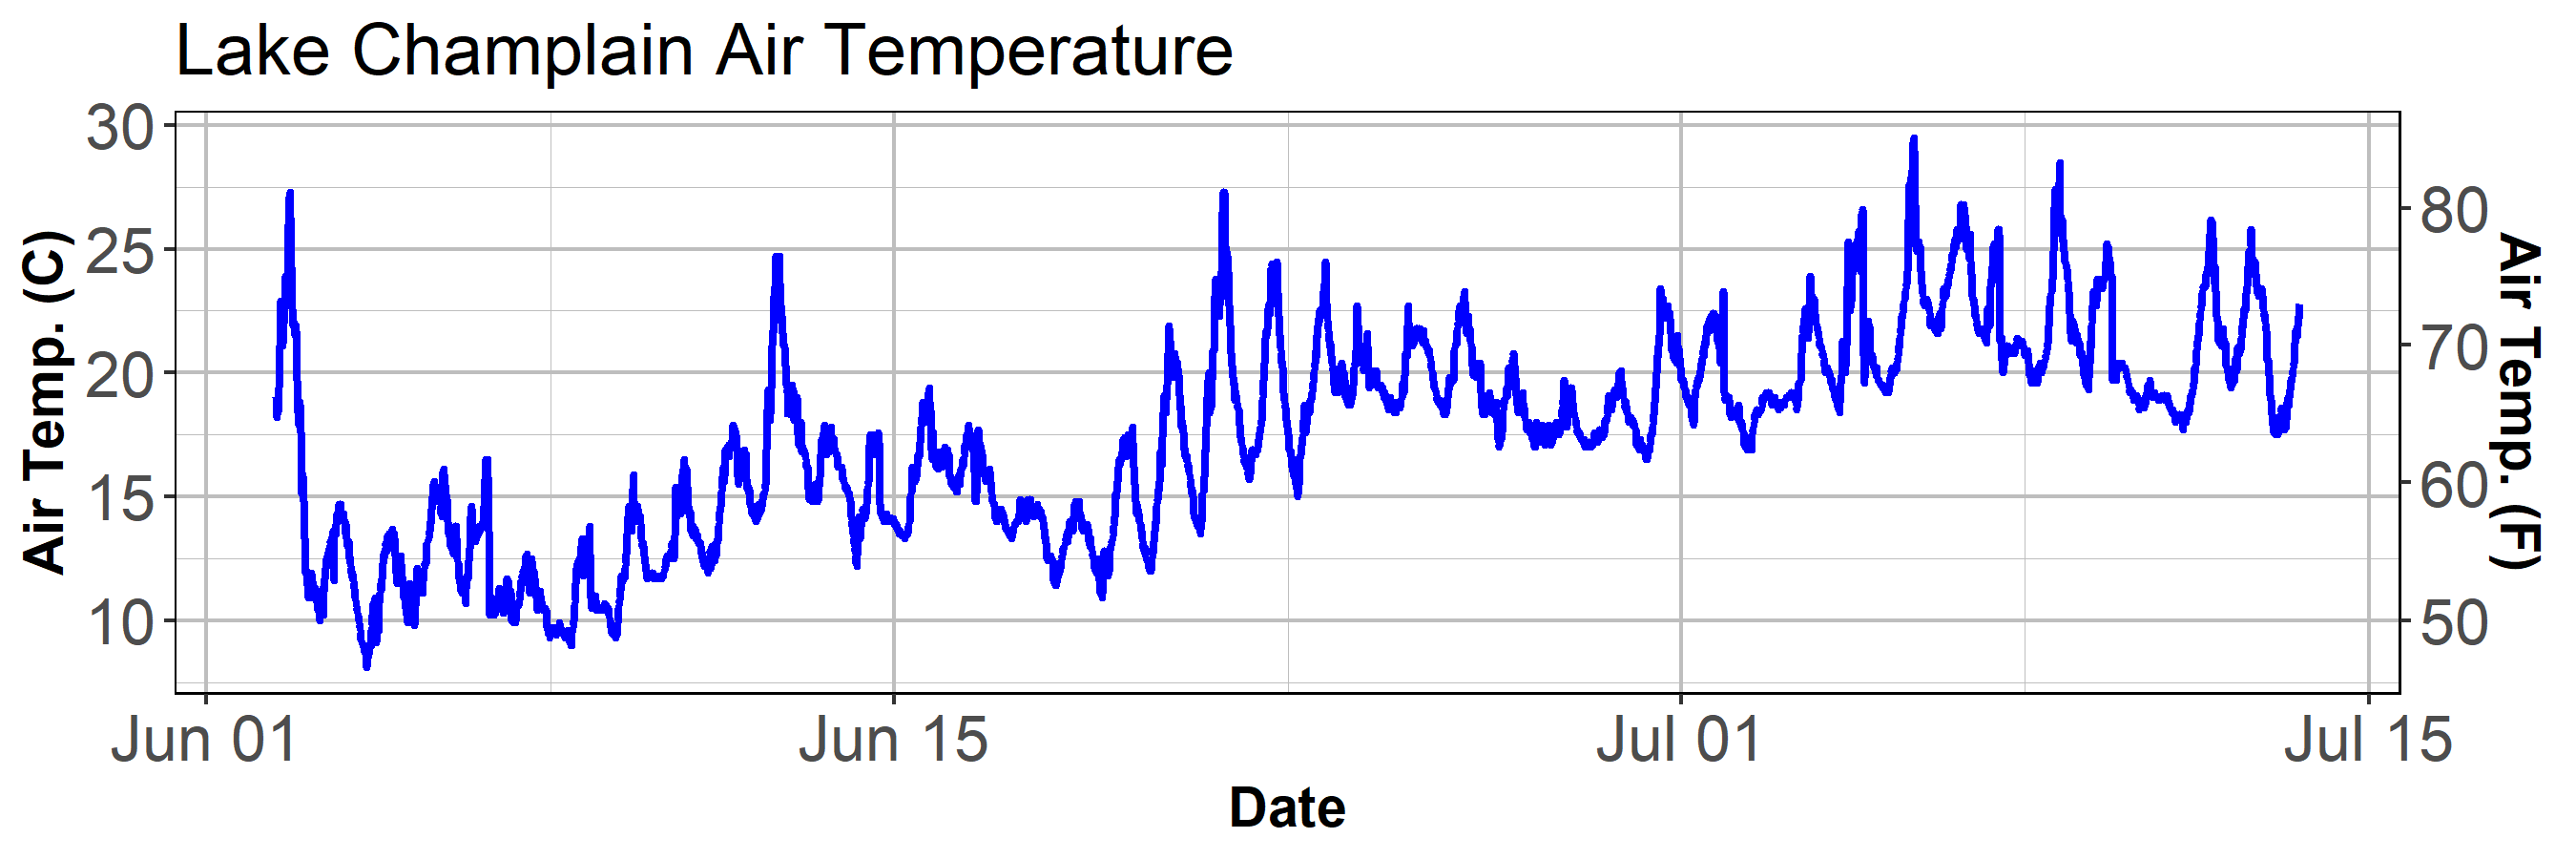 Lake Champlain Air Temperature
30
25
20
15
10
Air Temp. (C)
80
70
60
50
Air Temp. (F)
Jun 01
Jun 15
Jul 01
Jul 15
Date